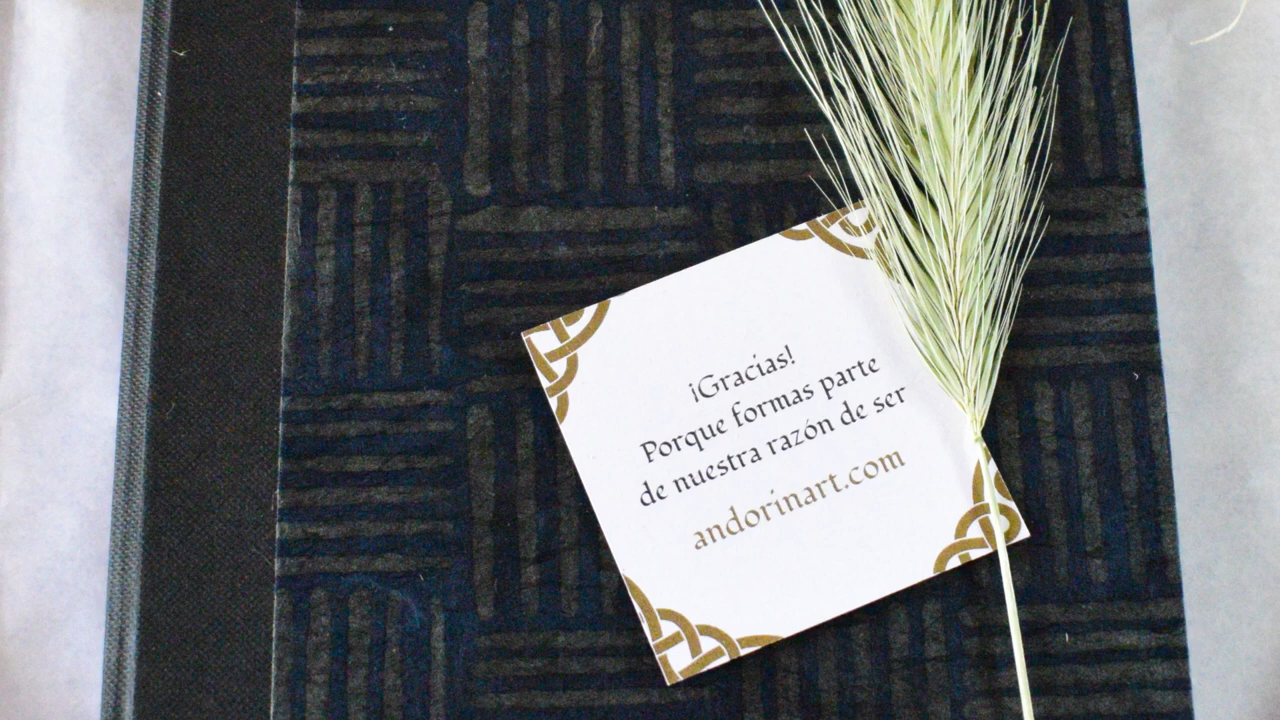 ¡Gracias!
Porque formas parte
de nuestra razón de ser
andorinart.com